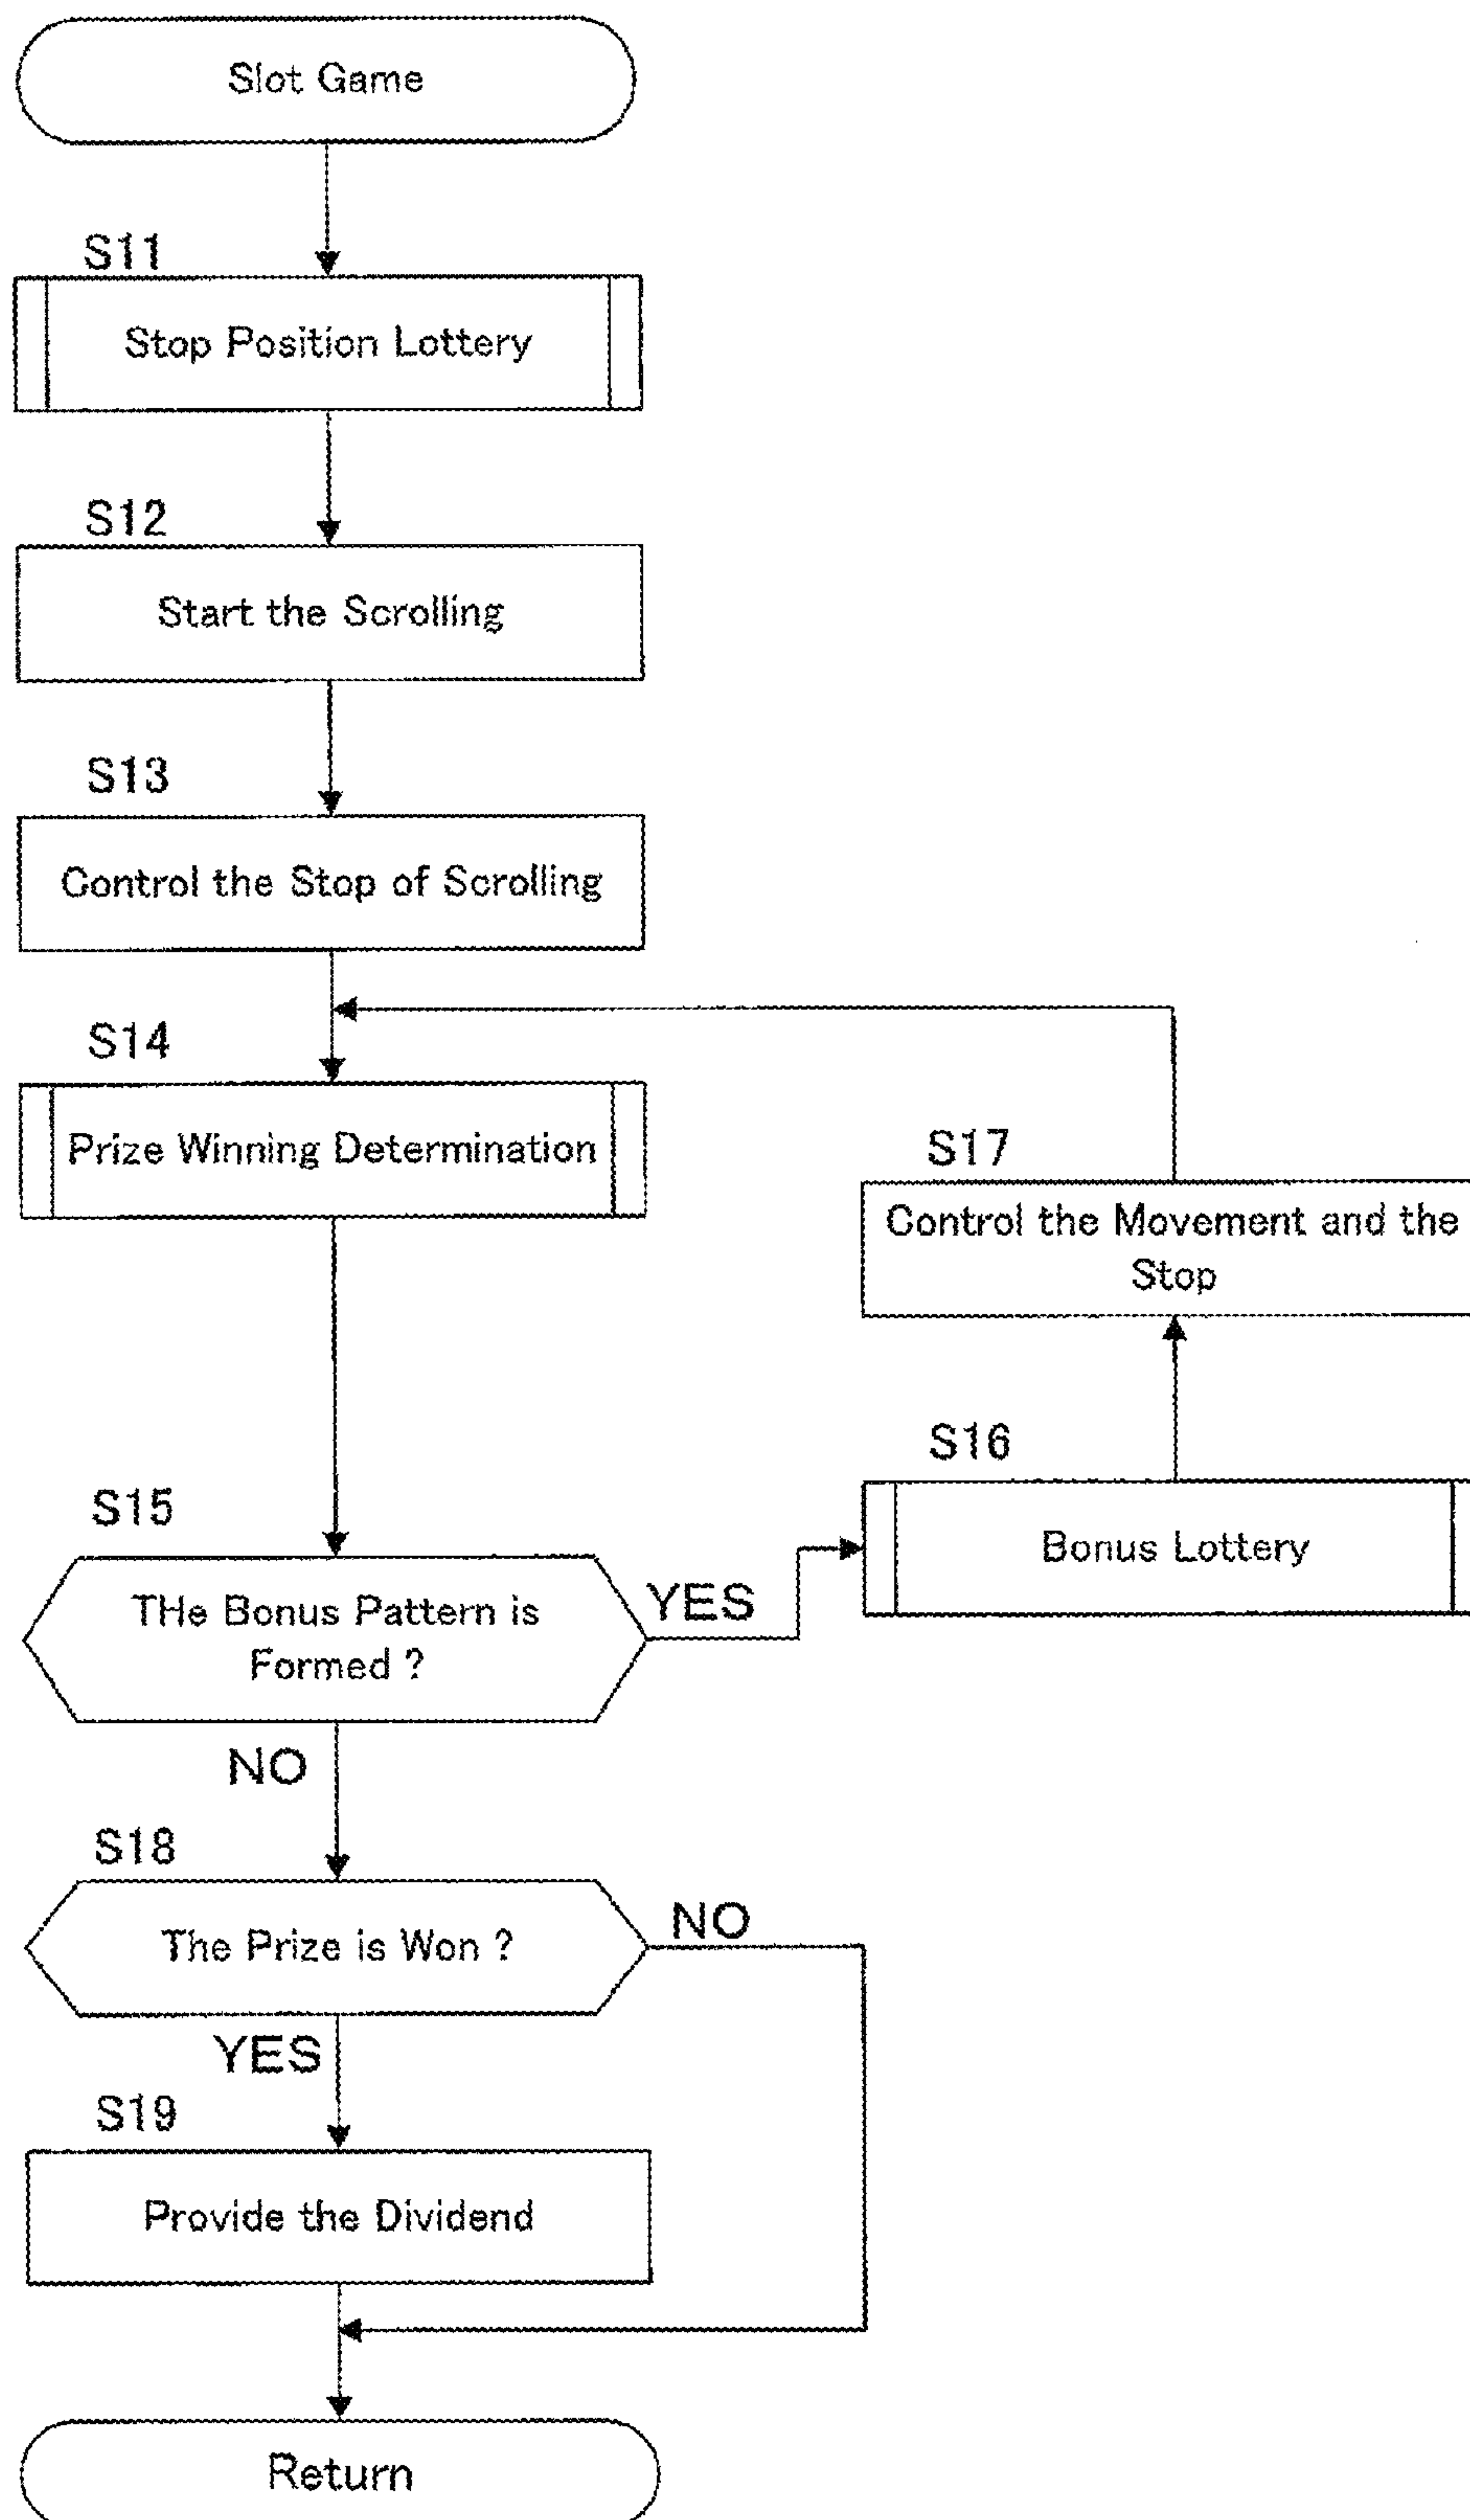 Slot Game
S11
Stop Position Lottery
S12
Start the Scrolling
S13
Control the Stop of Scrolling
S14
Prize Winning Determination
S17
Control the Movement and the
Stop
S16
Bonus Lottery
S15
THe Bonus Pattern is
Formed ?
YES
NO
S18
The Prize is Won ?
NO
YES
S19
Provide the Dividend
Return